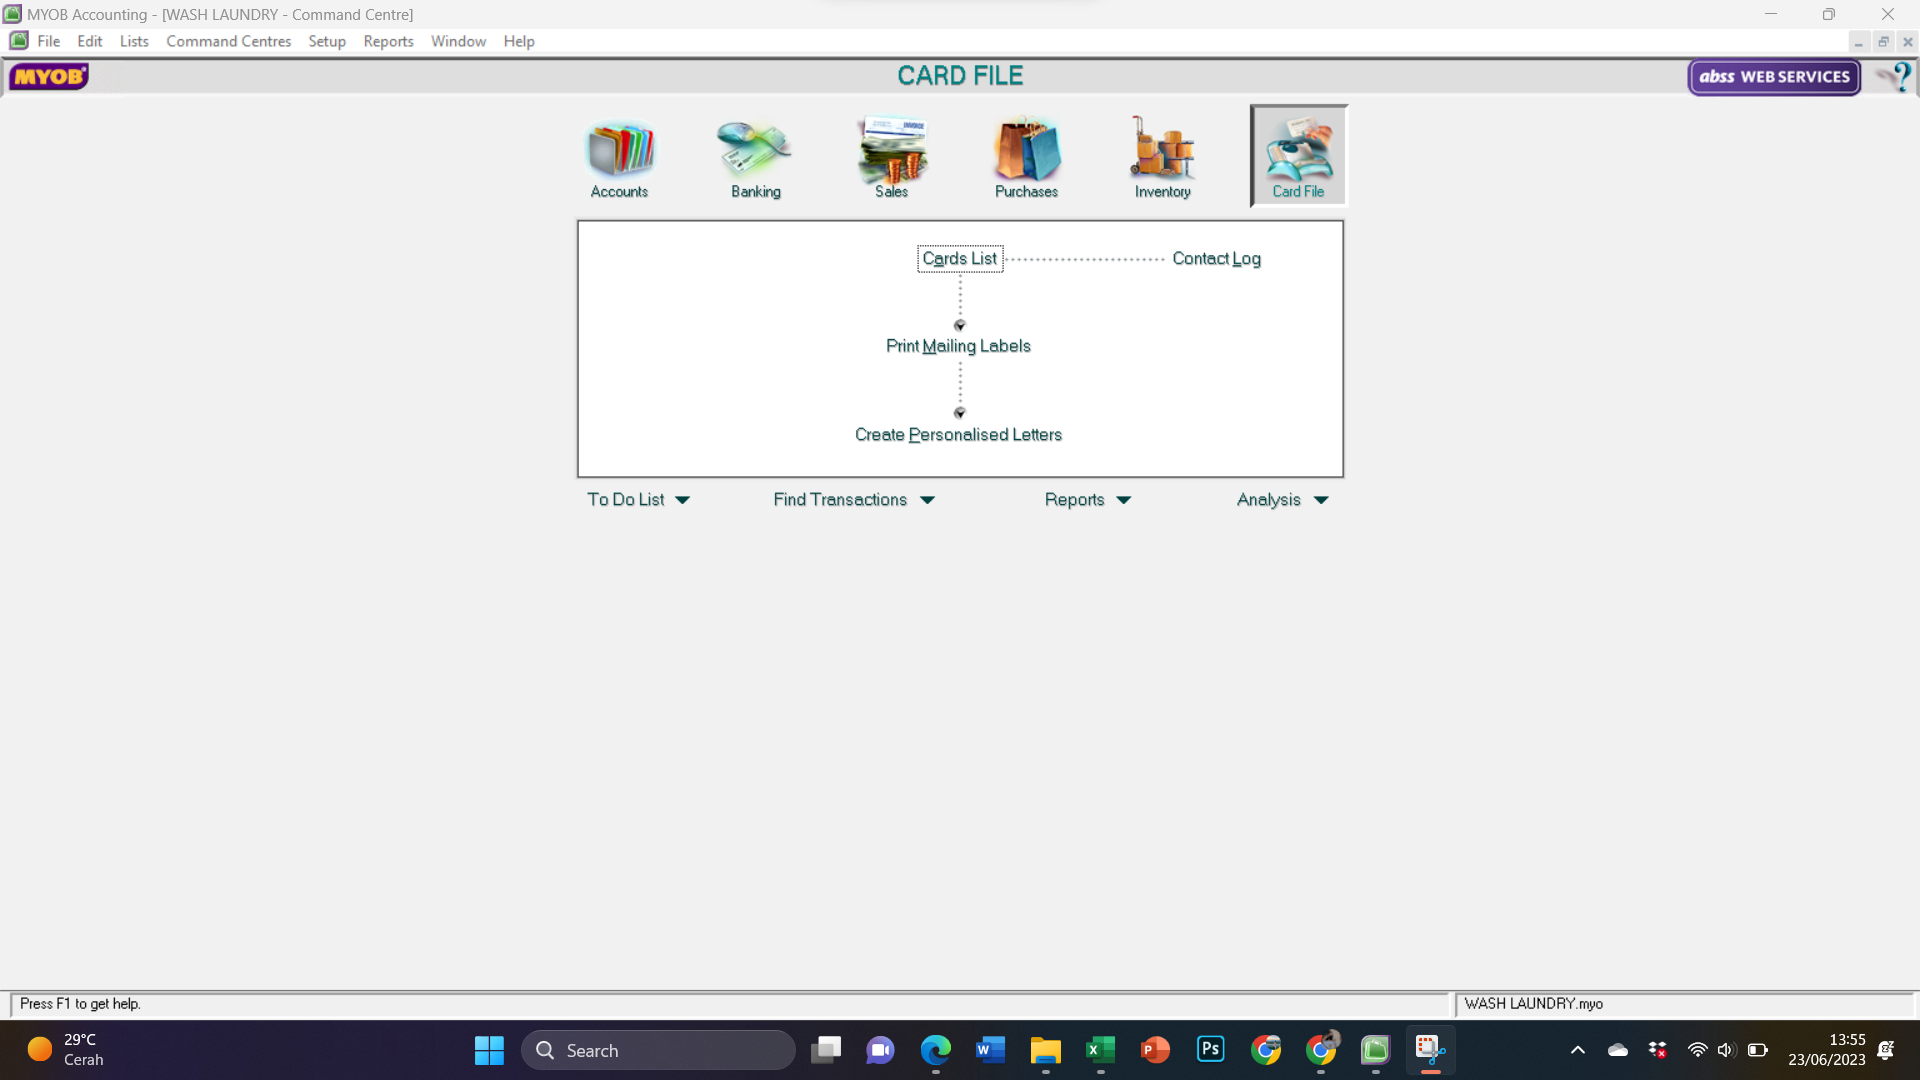 MYOB Accounting - [WASH LAUNDRY - Command Centre]
File Edit Lists Command Centres Setup Reports Window Help
MYOB CARD FILE abss WEB SERVICES ?
INVOICE
Accounts Banking Sales Purchases Inventory Card File
Cards List Contact Log
Print Mailing Labels
Create Personalised Letters
To Do List Find Transactions Reports Analysis
Press F1 to get help. WASH LAUNDRY.myo
29°C
Cerah
Search
Ps
13:55
23/06/2023